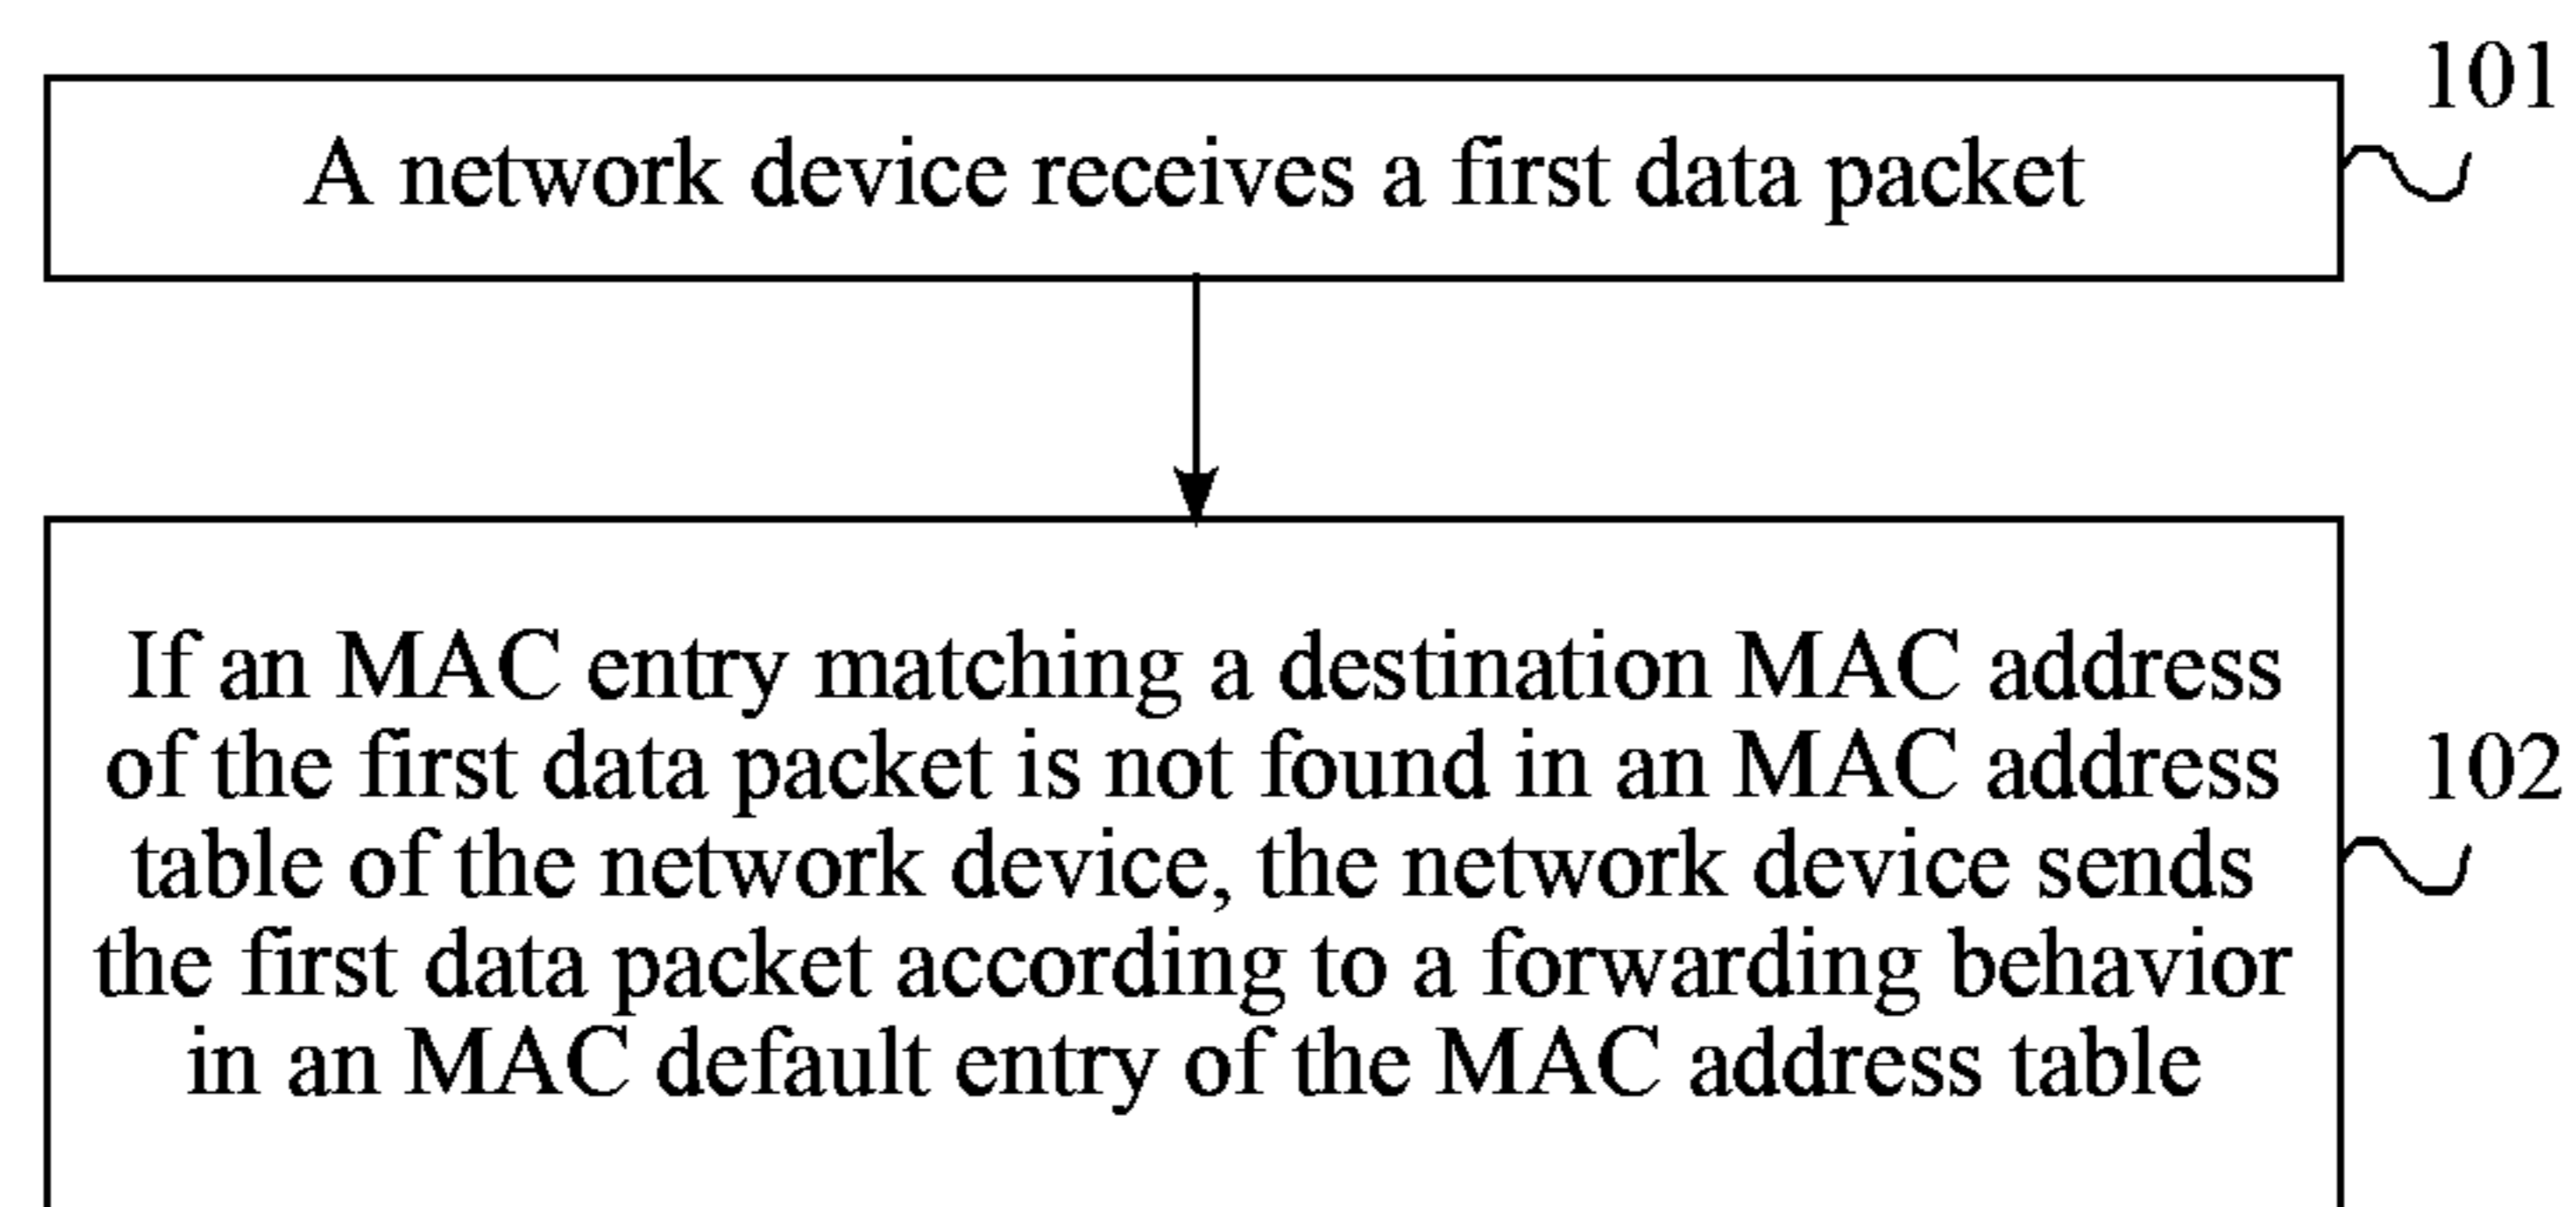 101
A network device receives a first data packet
If an MAC entry matching a destination MAC address
of the first data packet is not found in an MAC address
102
table of the network device, the network device sends
the first data packet according to a forwarding behavior
in an MAC default entry of the MAC address table